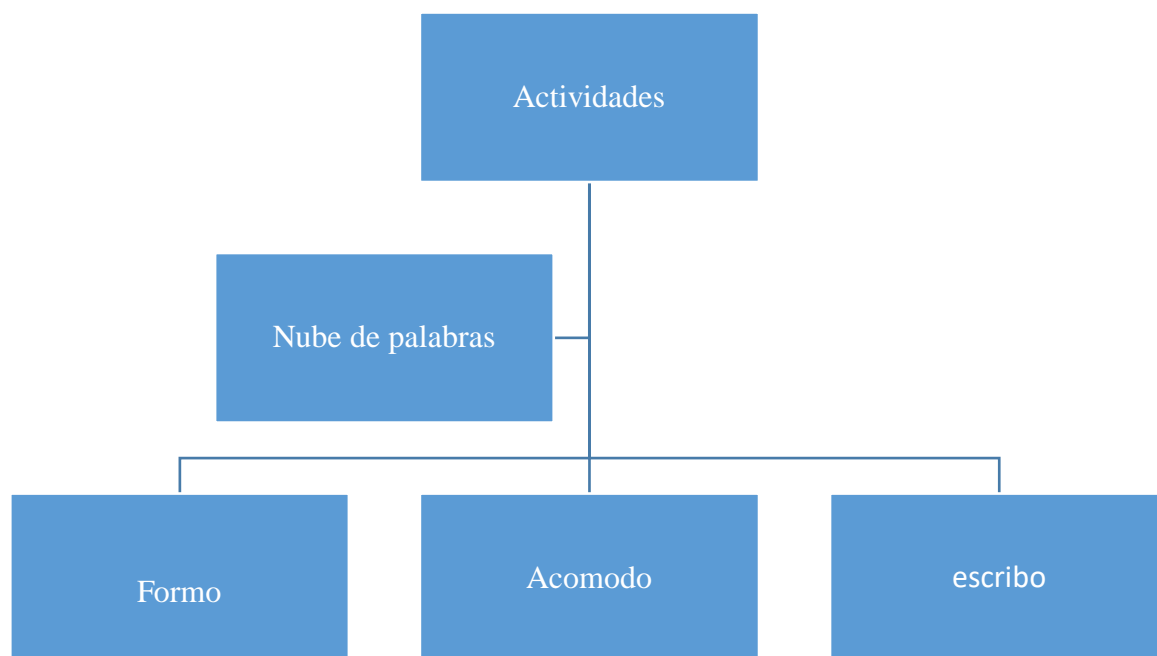 Actividades
Nube de palabras
Formo
Acomodo
escribo